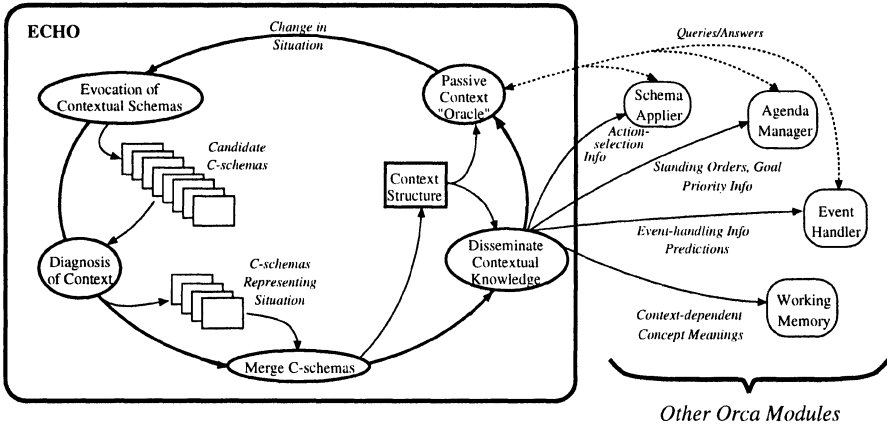 ECHO
Change in
Situation
Queries/Answers
Evocation of
Contextual Schemas
Passive
Context
"Oracle"
Schema
Applier
Agenda
Manager
Candidate
C-schemas
Action-
selection
Info
Context
Structure
Standing Orders, Goal
Priority Info
Event
Handler
Event-handling Info
Predictions
Diagnosis
of Context
C-schemas
Representing
Situation
Disseminate
Contextual
Knowledge
Working
Memory
Context-dependent
Concept Meanings
Merge C-schemas
Other Orca Modules